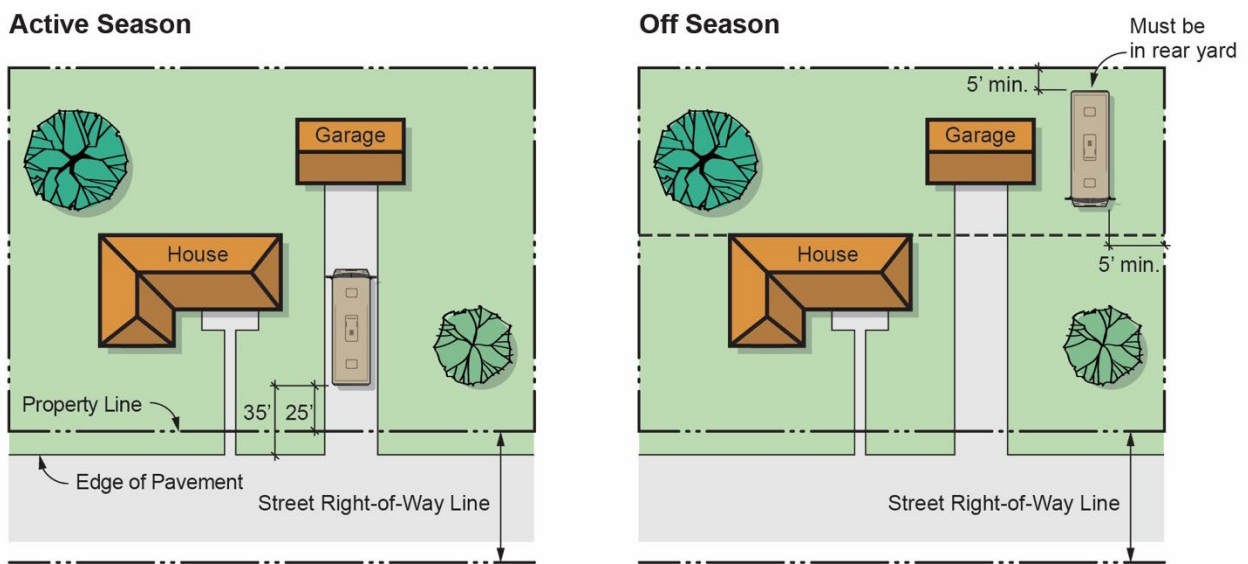 Active Season
Garage
House
35’ 25’
Property Line
Edge of Pavement
Street Right-of-Way Line
Off Season
Must be
in rear yard
5’ min.
Garage
House
5’ min.
Street Right-of-Way Line